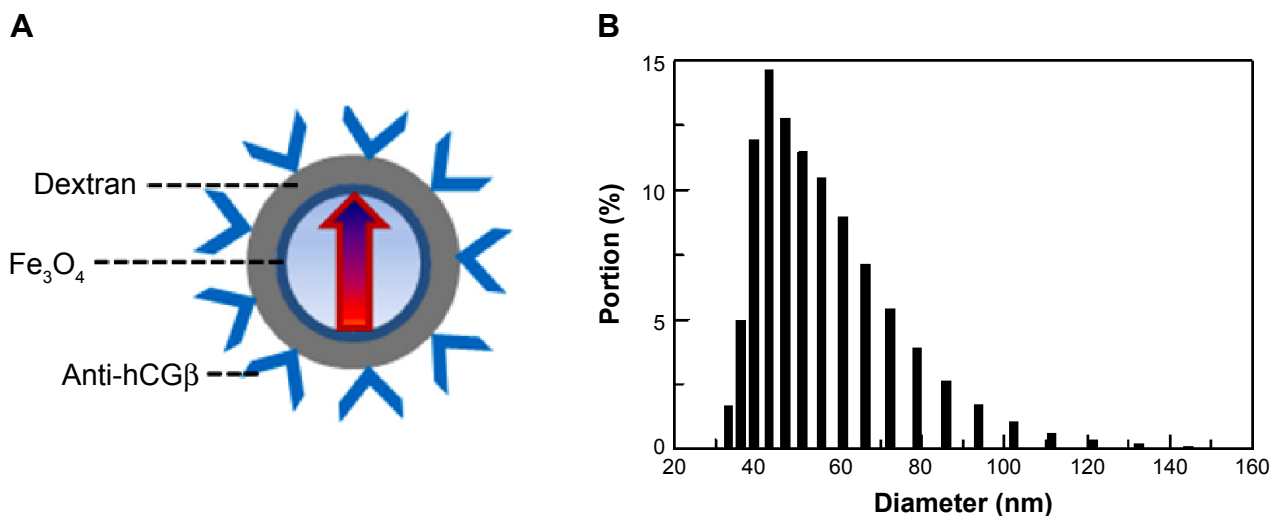 A
Dextran
Fe₃O₄
Anti-hCGβ
B
Portion (%)
15
10
5
0
20 40 60 80 100 120 140 160
Diameter (nm)